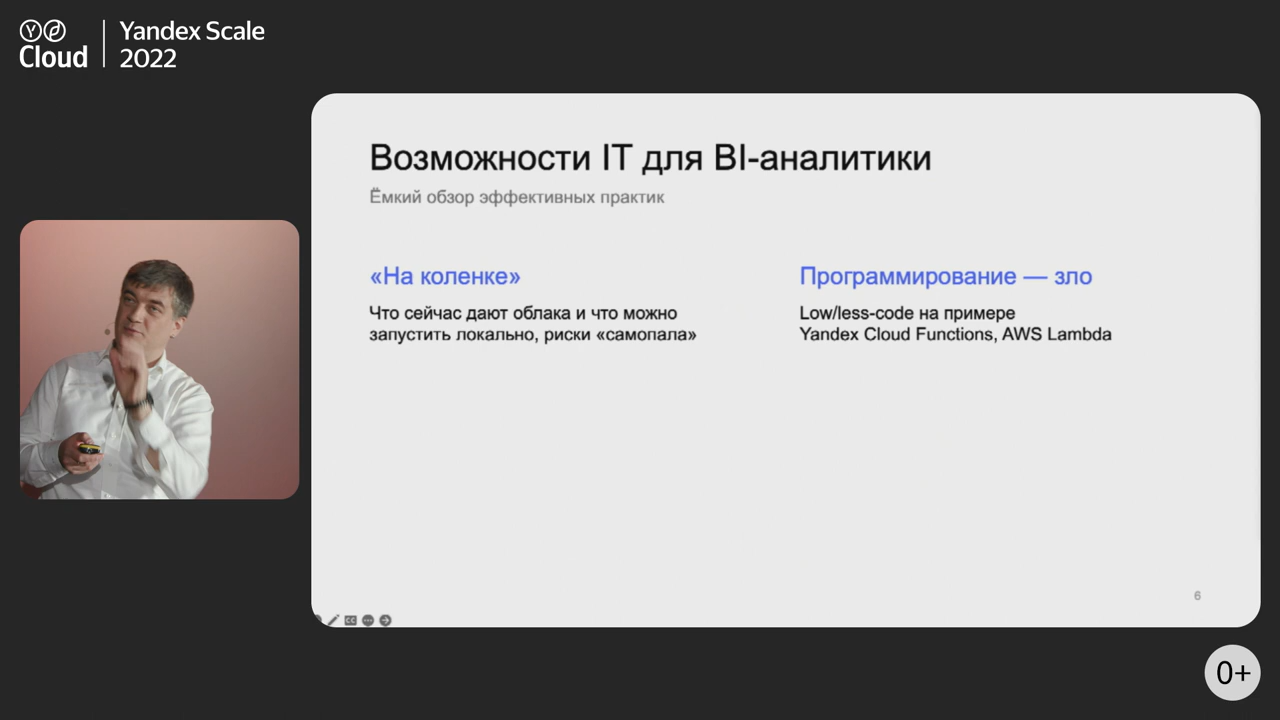 Cloud
Yandex Scale
2022
Возможности IT для BI-аналитики
Ёмкий обзор эффективных практик
«На коленке»
Что сейчас дают облака и что можно
запустить локально, риски «самопала»
Программирование — зло
Low/less-code на примере
Yandex Cloud Functions, AWS Lambda
6
0+